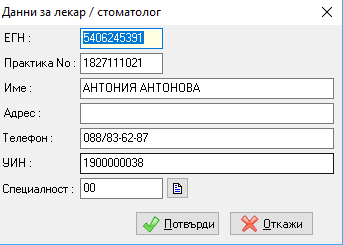 Данни за лекар / стоматолог
ЕГН : 5406245391
Практика No : 1827111021
Име : АНТОНИЯ АНТОНОВА
Адрес :
Телефон : 088/83-62-87
УИН : 1900000038
Специалност : 00
Потвърди Откажи